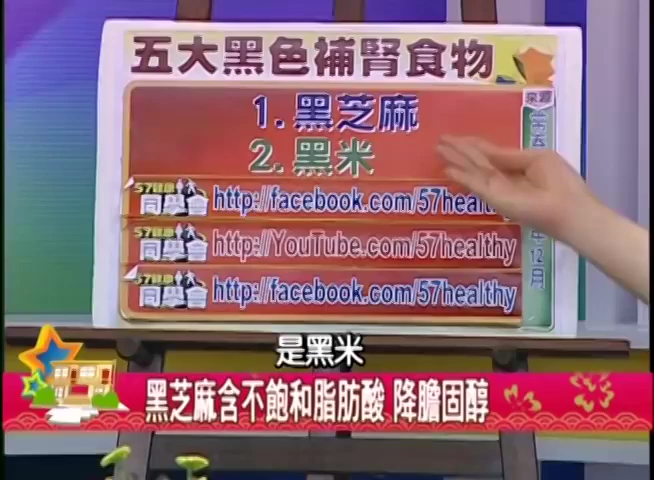 五大黑色補腎食物
1.黑芝麻
2.黑米
57健康
同學會
http://facebook.com/57healthy
57健康
同學會
http://YouTube.com/57healthy
57健康
同學會
http://facebook.com/57healthy
來源
年12月
是黑米
黑芝麻含不飽和脂肪酸 降膽固醇